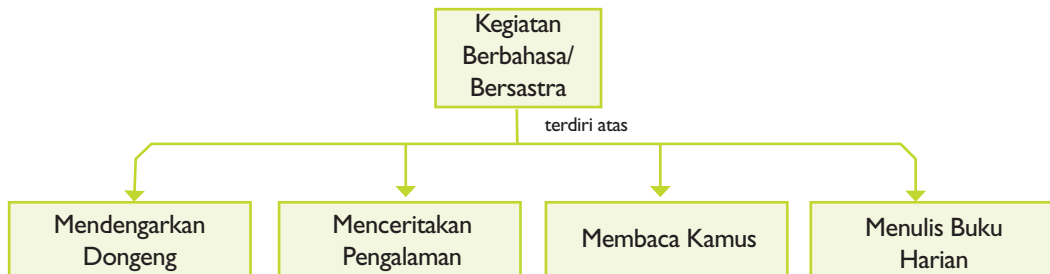 Kegiatan
Berbahasa/
Bersastra
terdiri atas
Mendengarkan
Dongeng
Menceritakan
Pengalaman
Membaca Kamus
Menulis Buku
Harian